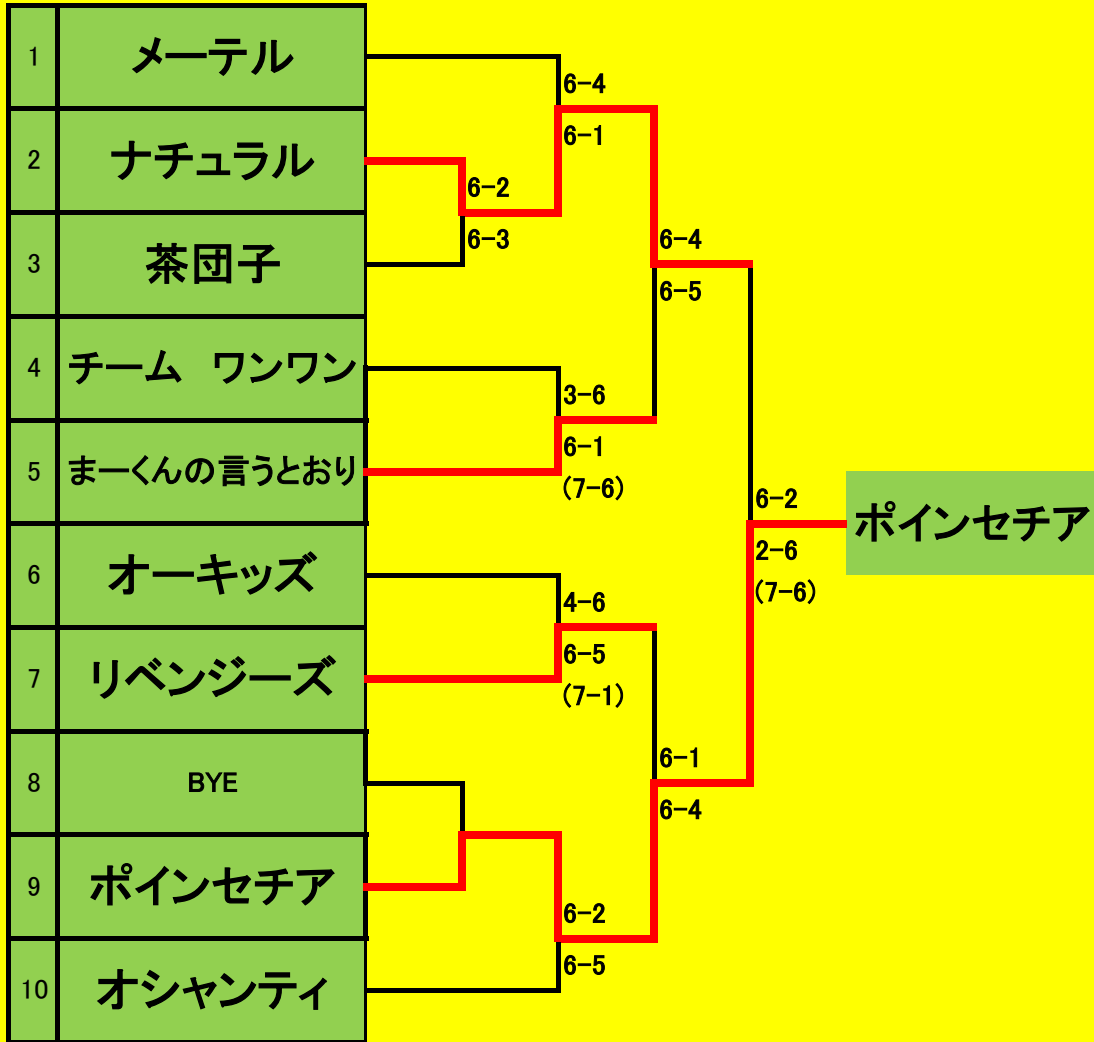 1 メーテル
2 ナチュラル
3 茶団子
4 チーム ワンワン
5 まーくんの言うとおり
6 オーキッズ
7 リベンジーズ
8 BYE
9 ポインセチア
10 オシャンティ
6-2
6-3
6-4
6-1
3-6
6-1
(7-6)
4-6
6-5
(7-1)
6-2
6-5
6-4
6-5
6-1
6-4
6-2
2-6
(7-6)
ポインセチア